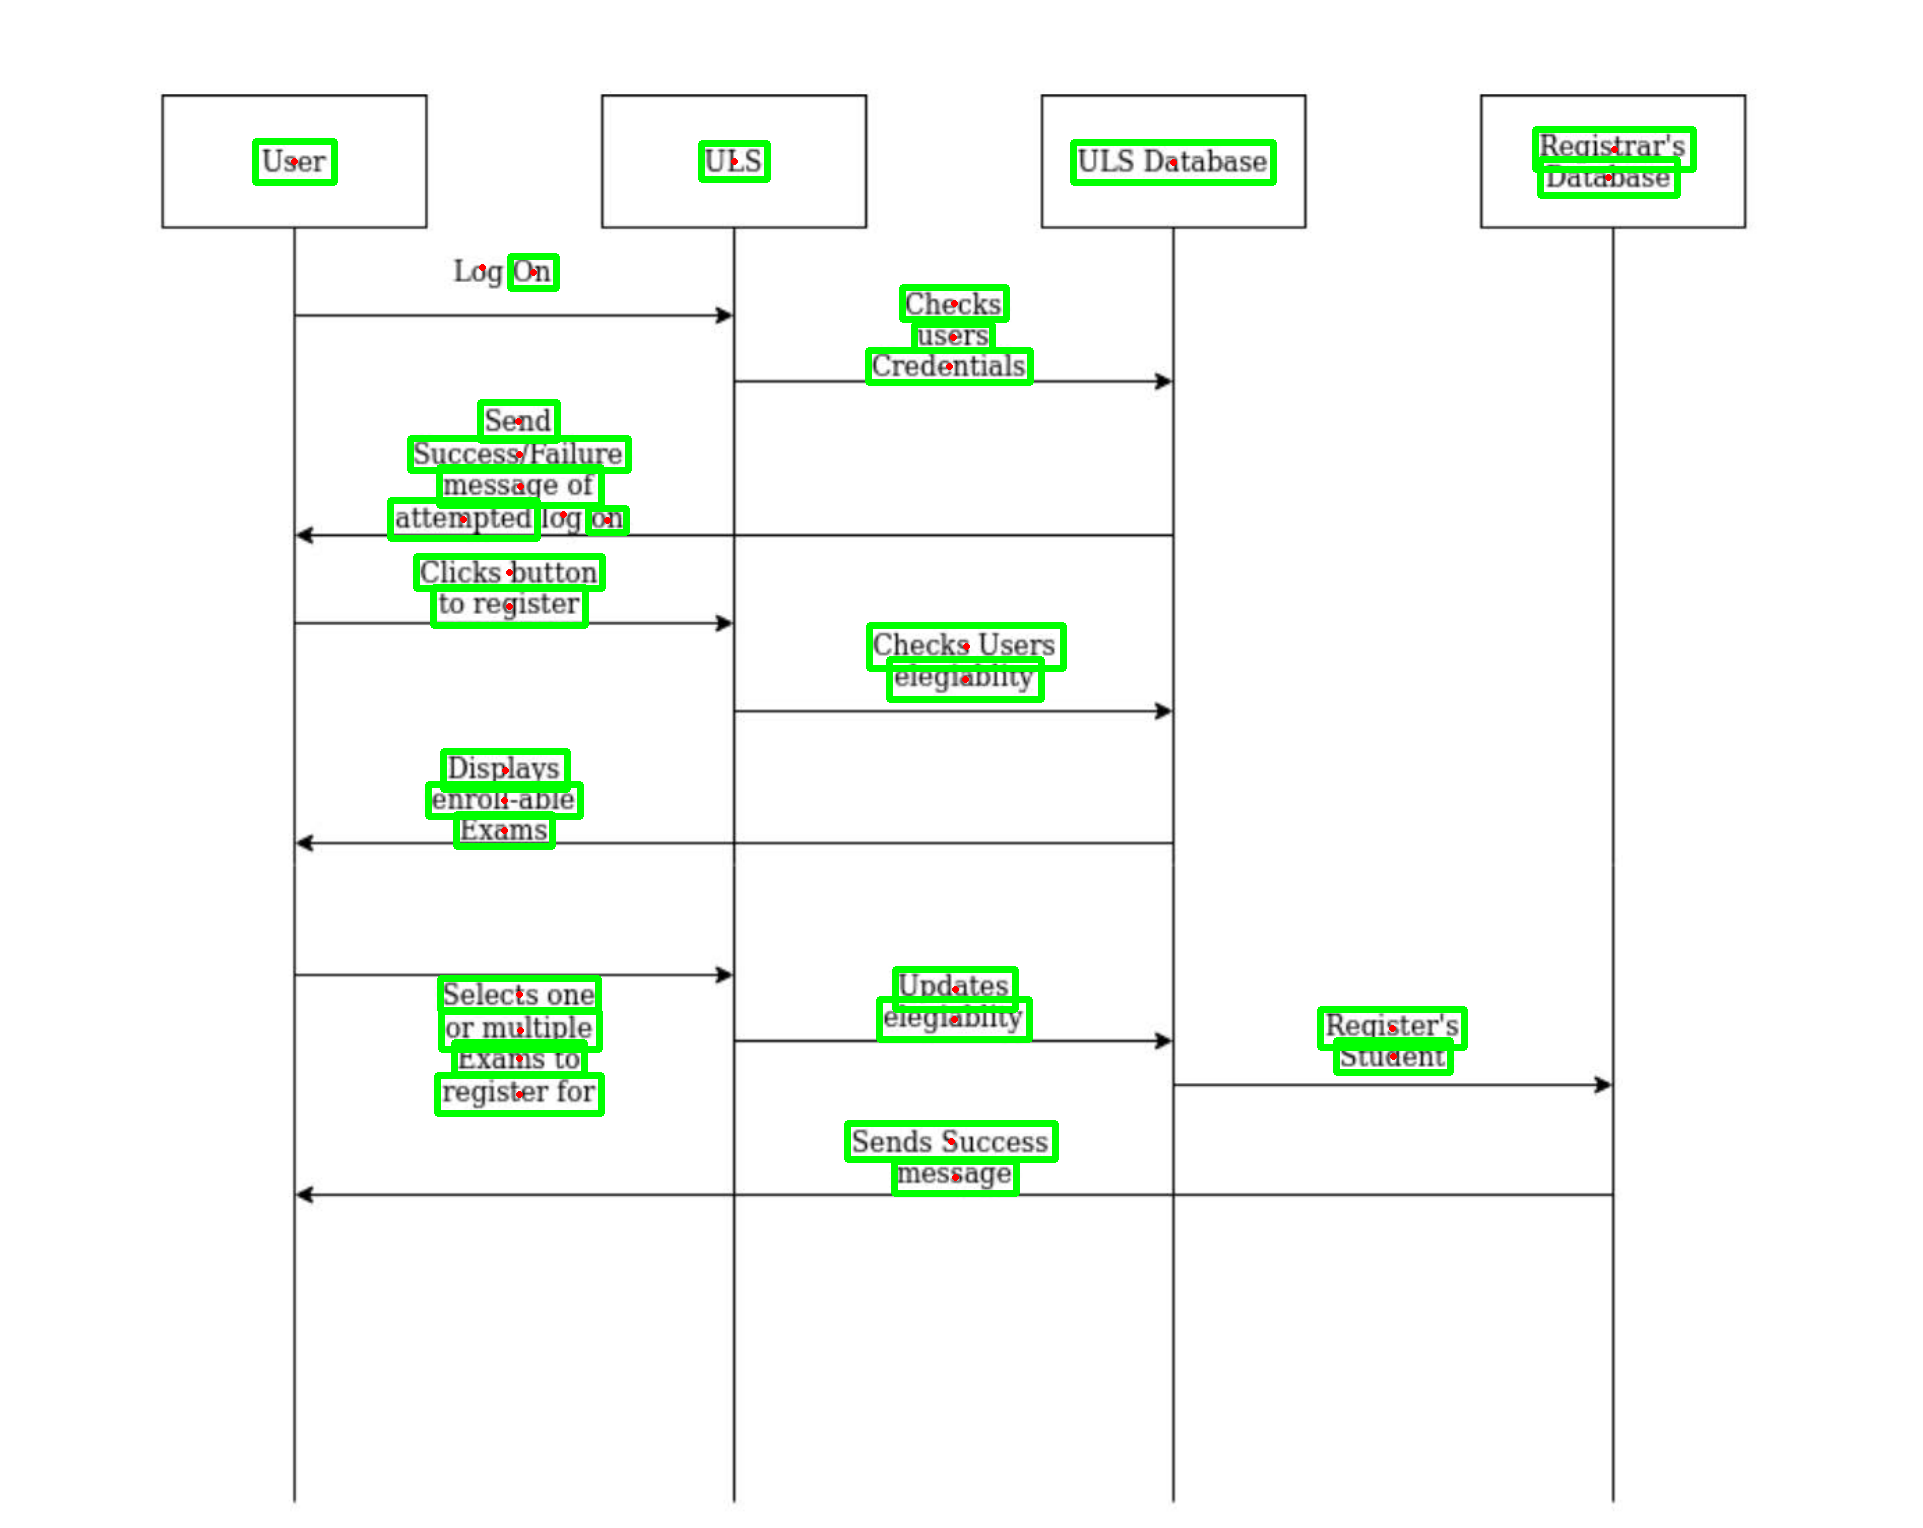 User
ULS
ULS Database
Registrar's
Database
Log On
Checks
users
Credentials
Send
Success/Failure
message of
attempted log on
Clicks button
to register
Checks Users
elegiablity
Displays
enroll-able
Exams
Selects one
or multiple
Exams to
register for
Updates
elegiablity
Register's
Student
Sends Success
message